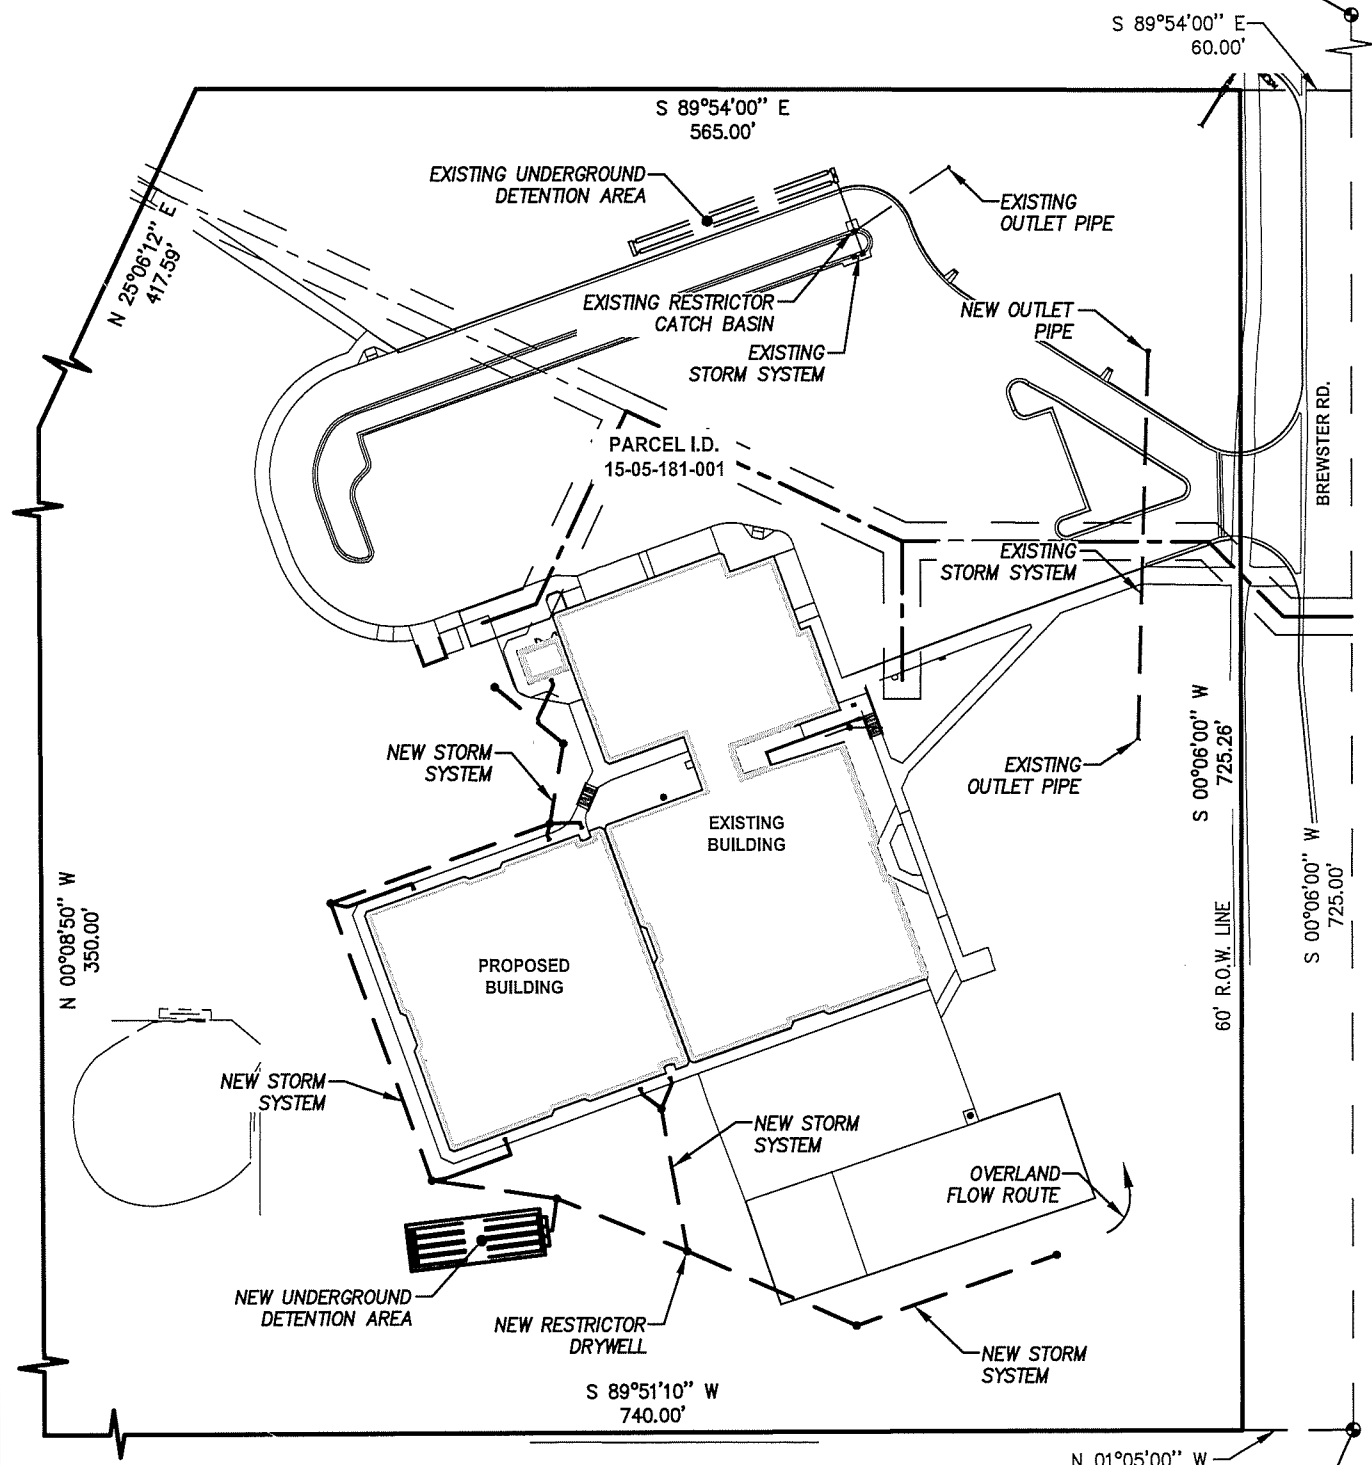 S 89°54'00" E
60.00'
S 89°54'00" E
565.00'
EXISTING UNDERGROUND
DETENTION AREA
EXISTING
OUTLET PIPE
N 25°06'12" E
417.59'
EXISTING RESTRICTOR
CATCH BASIN
NEW OUTLET
PIPE
EXISTING
STORM SYSTEM
BREWSTER RD.
PARCEL I.D.
15-05-181-001
EXISTING
STORM SYSTEM
NEW STORM
SYSTEM
EXISTING
OUTLET PIPE
S 00°06'00" W
725.26'
EXISTING
BUILDING
S 00°06'00" W
725.00'
N 00°08'50" W
350.00'
60' R.O.W. LINE
PROPOSED
BUILDING
NEW STORM
SYSTEM
NEW STORM
SYSTEM
OVERLAND
FLOW ROUTE
NEW UNDERGROUND
DETENTION AREA
NEW RESTRICTOR
DRYWELL
NEW STORM
SYSTEM
S 89°51'10" W
740.00'
N 01°05'00" W